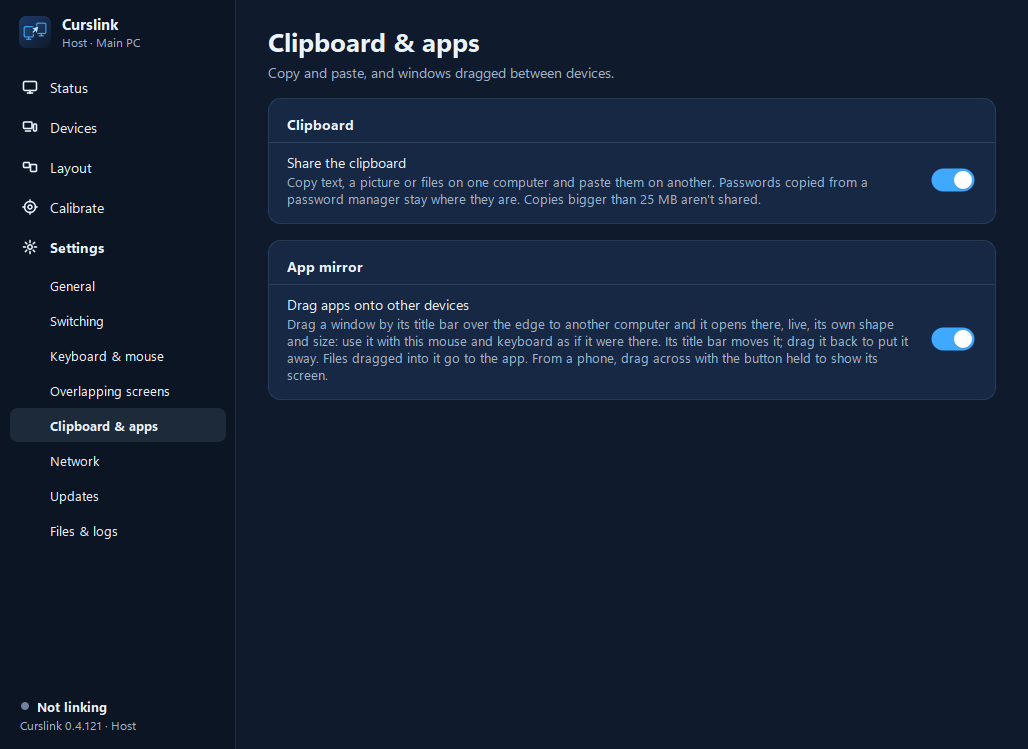 Curslink
Host · Main PC
Status
Devices
Layout
Calibrate
Settings
General
Switching
Keyboard & mouse
Overlapping screens
Clipboard & apps
Network
Updates
Files & logs
Not linking
Curslink 0.4.121 · Host
Clipboard & apps
Copy and paste, and windows dragged between devices.
Clipboard
Share the clipboard
Copy text, a picture or files on one computer and paste them on another. Passwords copied from a
password manager stay where they are. Copies bigger than 25 MB aren't shared.
App mirror
Drag apps onto other devices
Drag a window by its title bar over the edge to another computer and it opens there, live, its own shape
and size: use it with this mouse and keyboard as if it were there. Its title bar moves it; drag it back to put it
away. Files dragged into it go to the app. From a phone, drag across with the button held to show its
screen.